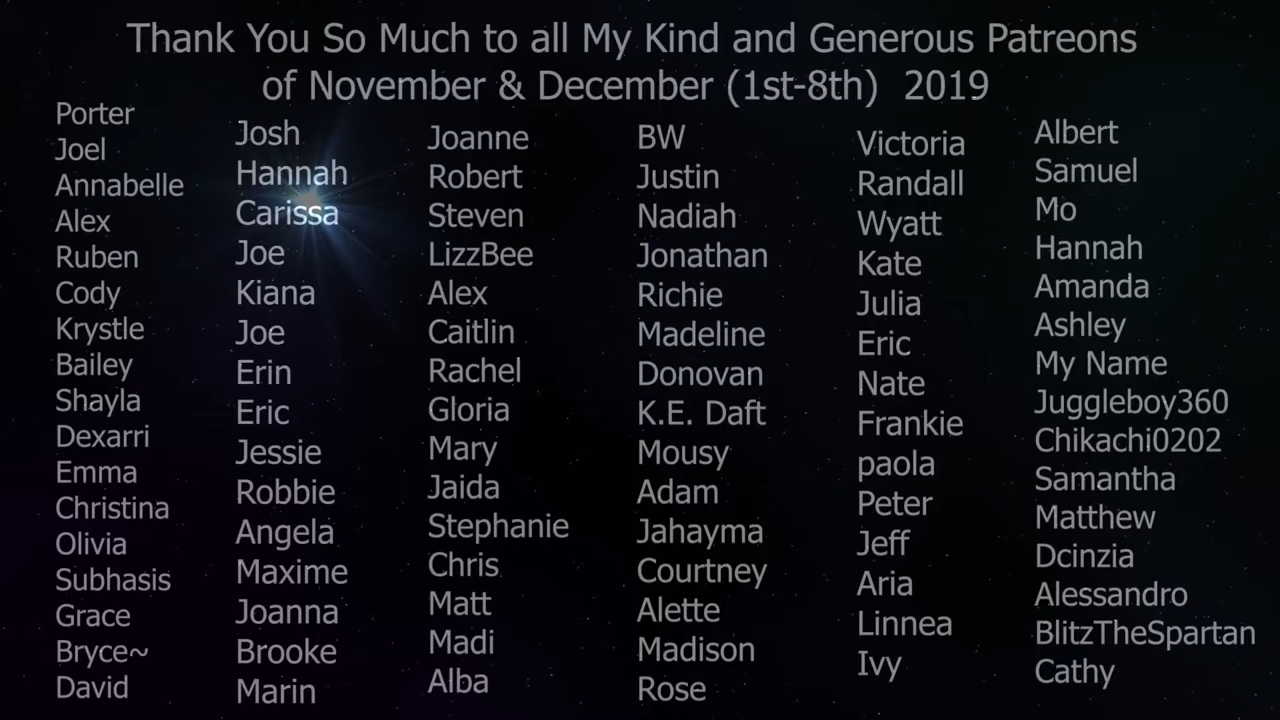 Thank You So Much to all My Kind and Generous Patreons
of November & December (1st-8th) 2019
Porter
Joel
Annabelle
Alex
Ruben
Cody
Krystle
Bailey
Shayla
Dexarri
Emma
Christina
Olivia
Subhasis
Grace
Bryce~
David
Josh
Hannah
Carissa
Joe
Kiana
Joe
Erin
Eric
Jessie
Robbie
Angela
Maxime
Joanna
Brooke
Marin
Joanne
Robert
Steven
LizzBee
Alex
Caitlin
Rachel
Gloria
Mary
Jaida
Stephanie
Chris
Matt
Madi
Alba
BW
Justin
Nadiah
Jonathan
Richie
Madeline
Donovan
K.E. Daft
Mousy
Adam
Jahayma
Courtney
Alette
Madison
Rose
Victoria
Randall
Wyatt
Kate
Julia
Eric
Nate
Frankie
paola
Peter
Jeff
Aria
Linnea
Ivy
Albert
Samuel
Mo
Hannah
Amanda
Ashley
My Name
Juggleboy360
Chikachi0202
Samantha
Matthew
Dcinzia
Alessandro
BlitzTheSpartan
Cathy